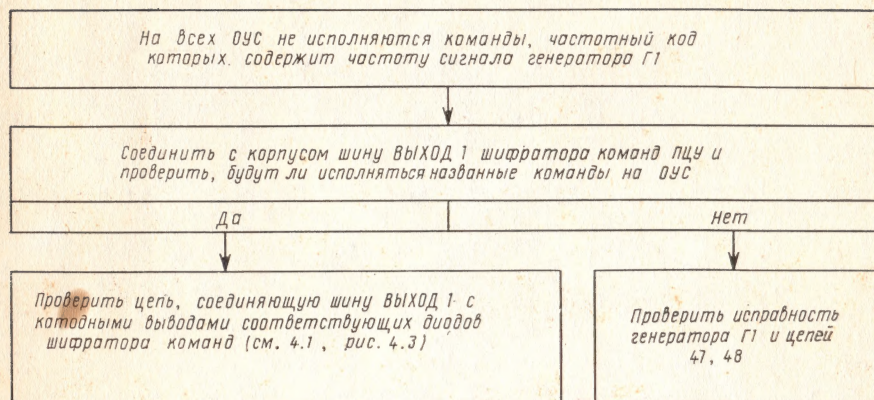 На всех ОУС не исполняются команды, частотный код
которых. содержит частоту сигнала генератора Г1
Соединить с корпусом шину ВЫХОД 1 шифратора команд ПЦУ и
проверить, будут ли исполняться названные команды на ОУС
Да
Нет
Проверить цепь, соединяющую шину ВЫХОД 1 с
катодными выводами соответствующих диодов
шифратора команд (см. 4.1 , рис. 4.3)
Проверить исправность
генератора Г1 и цепей
47, 48